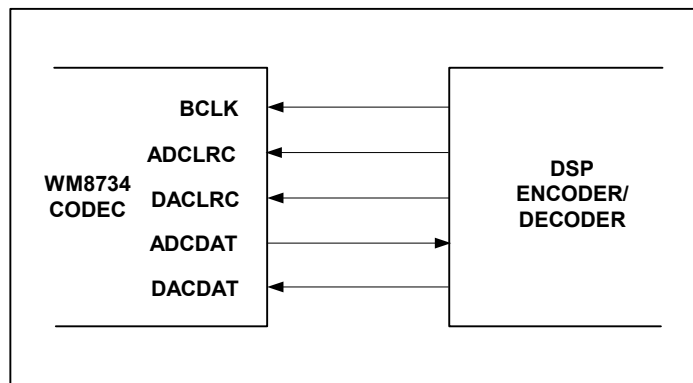 WM8734
CODEC
BCLK
ADCLRC
DACLRC
ADCDAT
DACDAT
DSP
ENCODER/
DECODER